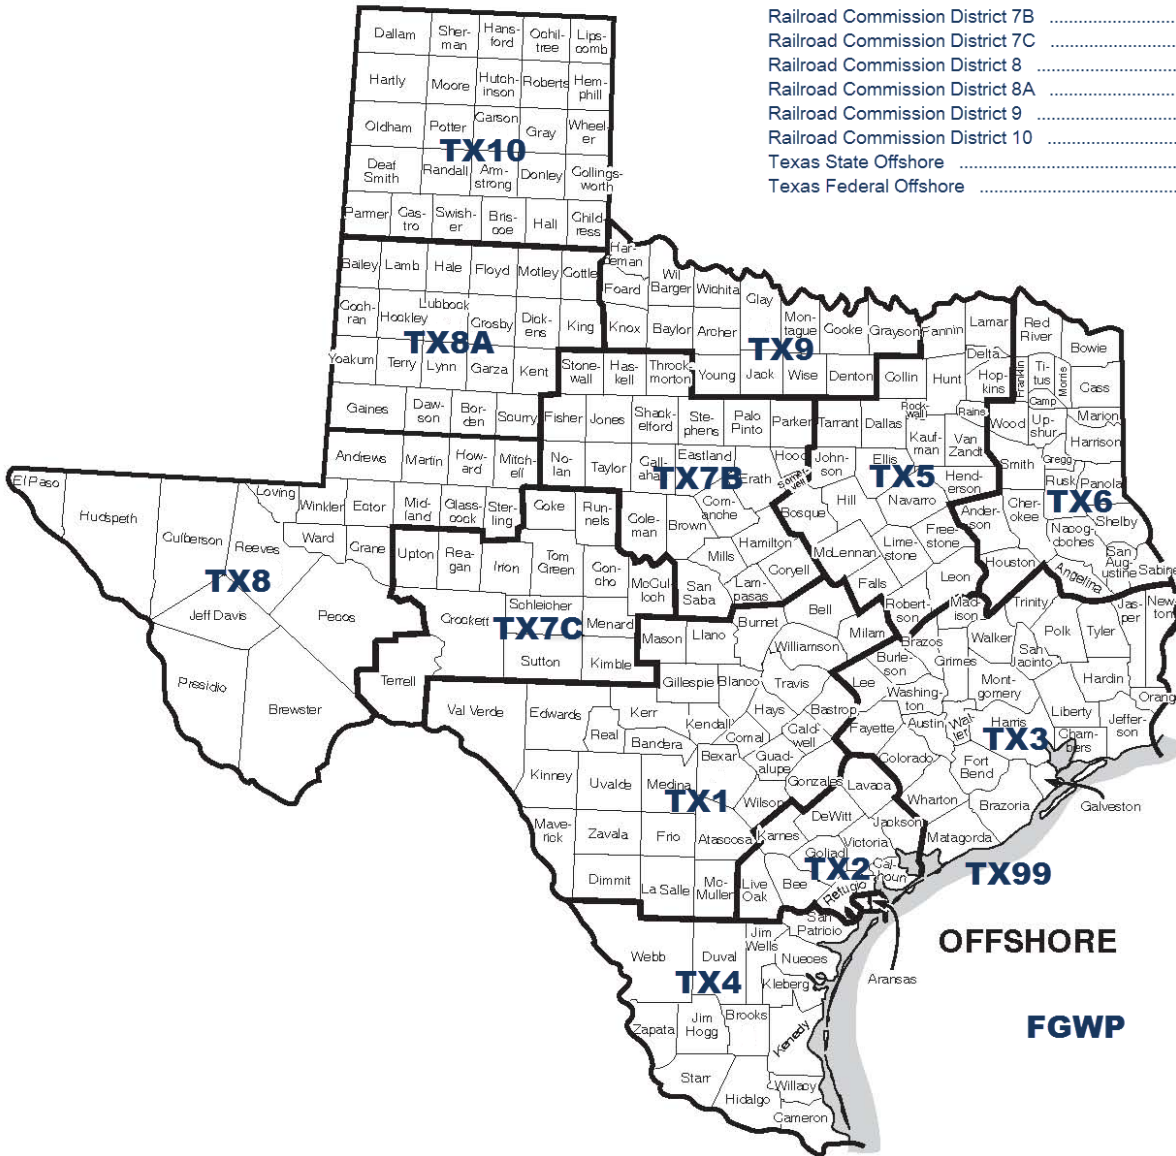 Railroad Commission District 7B ........................
Railroad Commission District 7C ........................
Railroad Commission District 8 ..........................
Railroad Commission District 8A ........................
Railroad Commission District 9 ..........................
Railroad Commission District 10 ........................
Texas State Offshore ........................................
Texas Federal Offshore ....................................
Dallam
Sher-
man
Hans-
ford
Ochil-
tree
Lips-
comb
Hartly
Moore
Hutch-
inson
Roberts
Hem-
phill
Oldham
Potter
Carson
Gray
Wheel-
er
TX10
Deaf
Smith
Randall
Arm-
strong
Donley
Collings-
worth
Parmer
Cas-
tro
Swish-
er
Bris-
coe
Hall
Child-
ress
Bailey
Lamb
Hale
Floyd
Motley
Cottle
Coch-
ran
Hockley
Lubbock
Crosby
Dick-
ens
King
TX8A
Yoakum
Terry
Lynn
Garza
Kent
Gaines
Daw-
son
Bor-
den
Scurry
Har-
deman
Foard
Wil
Barger
Wichita
Clay
Knox
Baylor
Archer
Mon-
tague
Cooke
Grayson
TX9
Young
Jack
Wise
Denton
Fannin
Lamar
Delta
Collin
Hunt
Hop-
kins
Rock-
wall
Rains
Tarrant
Dallas
Kauf-
man
Van
Zandt
John-
son
Ellis
TX5
Hender-
son
Hill
Navarro
Bosque
McLennan
Lime-
stone
Free-
stone
Falls
Leon
Robert-
son
Red
River
Bowie
Franklin
Ti-
tus
Morris
Camp
Cass
Wood
Up-
shur
Marion
Harrison
Smith
Gregg
Rusk
Panola
TX6
Ander-
son
Cher-
okee
Nacog-
doches
Shelby
Houston
Angelina
San
Aug-
ustine
Sabine
Stone-
wall
Has-
kell
Throck-
morton
Fisher
Jones
Shack-
elford
Ste-
phens
Palo
Pinto
Parker
No-
lan
Taylor
Cal-
lahan
Eastland
Erath
Hood
Somer-
vell
TX7B
Cole-
man
Brown
Com-
anche
Mills
Hamilton
San
Saba
Lam-
pasas
Coryell
Andrews
Martin
How-
ard
Mitch-
ell
El Paso
Hudspeth
Culberson
Loving
Reeves
Winkler
Ector
Mid-
land
Glass-
cock
Ster-
ling
Ward
Crane
TX8
Jeff Davis
Pecos
Presidio
Brewster
Terrell
Coke
Run-
nels
Upton
Rea-
gan
Irion
Tom
Green
Con-
cho
McCul-
loch
Schleicher
Crockett
Menard
TX7C
Sutton
Kimble
Mason
Llano
Burnet
Bell
Milam
Williamson
Gillespie
Blanco
Travis
Val Verde
Edwards
Kerr
Kendall
Hays
Bastrop
Real
Bandera
Comal
Cald-
well
Kinney
Uvalde
Medina
Bexar
Guad-
alupe
Gonzales
TX1
Wilson
Mave-
rick
Zavala
Frio
Atascosa
Dimmit
La Salle
Mc-
Mullen
Mad-
ison
Trinity
Jas-
per
New-
ton
Brazos
Walker
Polk
Tyler
Burle-
son
Grimes
San
Jacinto
Lee
Washing-
ton
Mont-
gomery
Hardin
Orang
Fayette
Austin
Wal-
ler
Harris
Liberty
Jeffer-
son
TX3
Cham-
bers
Colorado
Fort
Bend
Wharton
Brazoria
Galveston
Matagorda
Lavaca
DeWitt
Jackson
Karnes
Goliad
Victoria
Cal-
houn
TX2
Live
Oak
Bee
Refugio
TX99
OFFSHORE
Aransas
FGWP
San
Patricio
Webb
Duval
Jim
Wells
Nueces
TX4
Kleberg
Zapata
Jim
Hogg
Brooks
Kenedy
Starr
Hidalgo
Willacy
Cameron